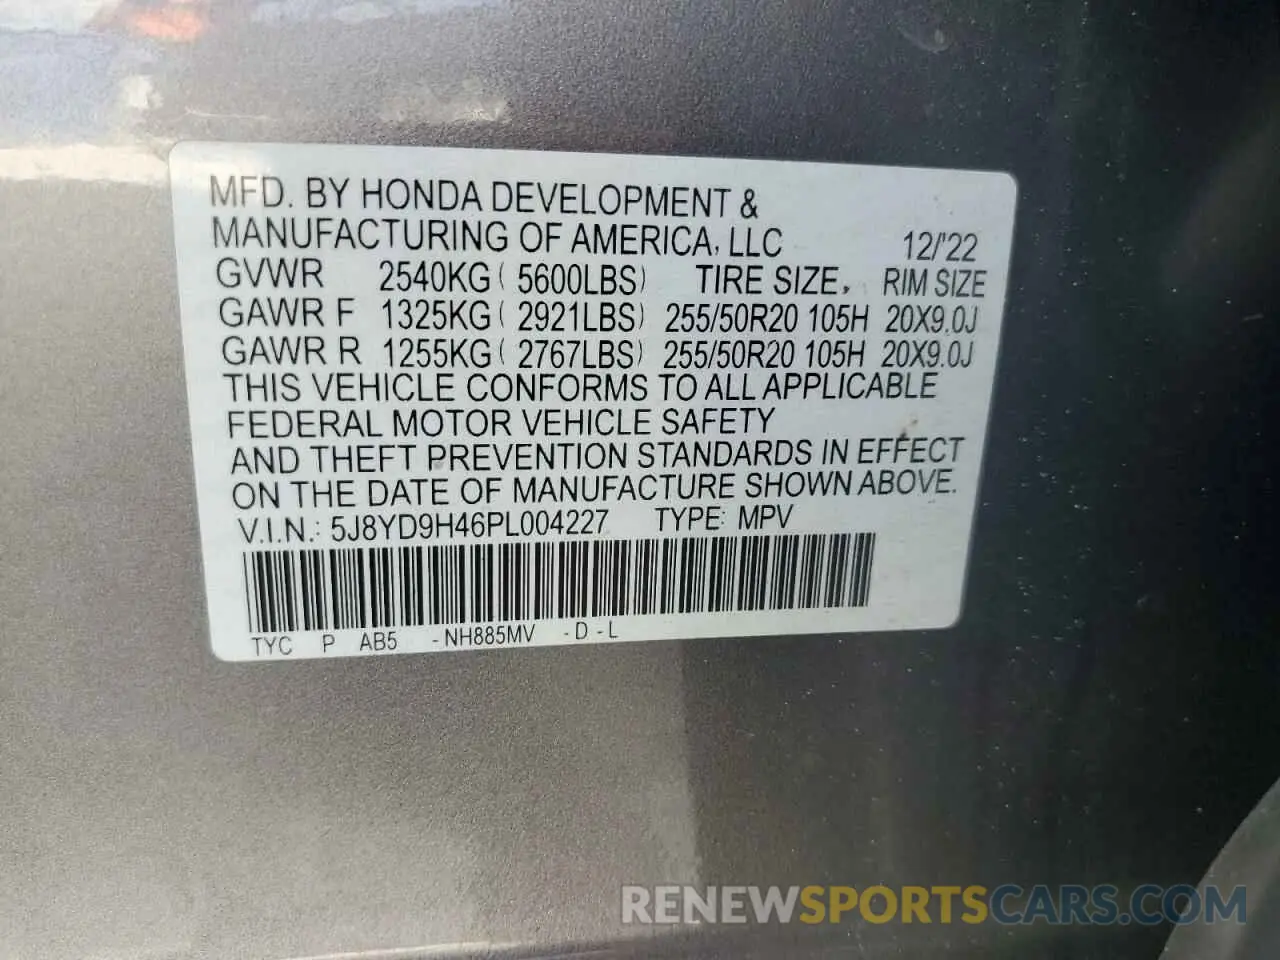 MFD. BY HONDA DEVELOPMENT &
MANUFACTURING OF AMERICA, LLC 12/'22
GVWR 2540KG ( 5600LBS) TIRE SIZE, RIM SIZE
GAWR F 1325KG ( 2921LBS) 255/50R20 105H 20X9.0J
GAWR R 1255KG ( 2767LBS) 255/50R20 105H 20X9.0J
THIS VEHICLE CONFORMS TO ALL APPLICABLE
FEDERAL MOTOR VEHICLE SAFETY
AND THEFT PREVENTION STANDARDS IN EFFECT
ON THE DATE OF MANUFACTURE SHOWN ABOVE.
V.I.N.: 5J8YD9H46PL004227 TYPE: MPV
TYC P AB5 -NH885MV -D-L
RENEWSPORTSCARS.COM